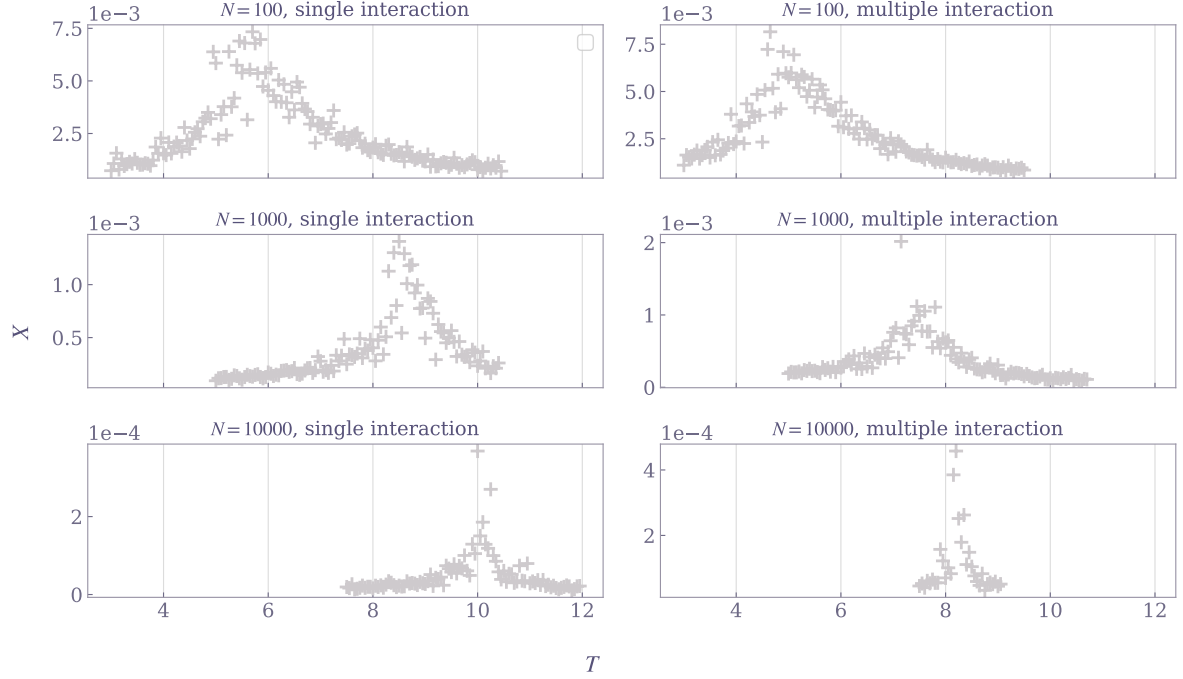 1e−3
N = 100, single interaction
7.5
5.0
2.5
1e−3
N = 100, multiple interaction
7.5
5.0
2.5
1e−3
N = 1000, single interaction
1.0
0.5
1e−3
N = 1000, multiple interaction
2
1
0
X
1e−4
N = 10000, single interaction
2
0
4 6 8 10 12
1e−4
N = 10000, multiple interaction
4
2
4 6 8 10 12
T